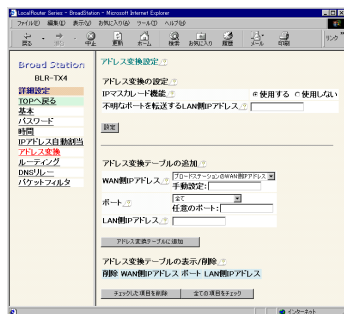 LocalRouter Series - BroadStation - Microsoft Internet Explorer
ファイル(F) 編集(E) 表示(V) お気に入り(A) ツール(T) ヘルプ(H)
戻る 進む 中止 更新 ホーム 検索 お気に入り 履歴 メール 印刷 リンク
Broad Station
BLR-TX4
詳細設定
TOPへ戻る
基本
パスワード
時間
IPアドレス自動割当
アドレス変換
ルーティング
DNSリレー
パケットフィルタ
アドレス変換設定
アドレス変換の設定
IPマスカレード機能 使用する 使用しない
不明なポートを転送するLAN側IPアドレス
設定
アドレス変換テーブルの追加
WAN側IPアドレス ブロードステーションのWAN側IPアドレス
手動設定:
ポート 全て
任意のポート:
LAN側IPアドレス
アドレス変換テーブルに追加
アドレス変換テーブルの表示/削除
削除 WAN側IPアドレス ポート LAN側IPアドレス
チェックした項目を削除 全ての項目をチェック
インターネット